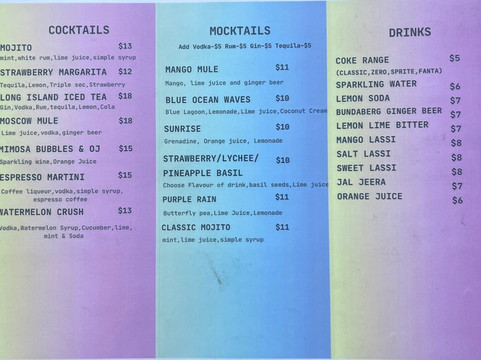 COCKTAILS
MOJITO $13
mint,white rum,lime juice,simple syrup
STRAWBERRY MARGARITA $12
Tequila,Lemon,Triple sec,Strawberry
LONG ISLAND ICED TEA $18
Gin,Vodka,Rum,tequila,Lemon,Cola
MOSCOW MULE $18
Lime juice,vodka,ginger beer
MIMOSA BUBBLES & OJ $15
Sparkling wine,Orange Juice
ESPRESSO MARTINI $15
Coffee liqueur,vodka,simple syrup,
espresso coffee
WATERMELON CRUSH $13
Vodka,Ratermelon Syrup,Cucumber,lime,
mint & Soda
MOCKTAILS
Add Vodka-$5 Rum-$5 Gin-$5 Tequila-$5
MANGO MULE $11
Mango, lime juice and ginger beer
BLUE OCEAN WAVES $10
Blue Lagoon,Lemonade,Lime juice,Coconut Cream
SUNRISE $10
Grenadine, Orange juice, Lemonade
STRAWBERRY/LYCHEE/ $10
PINEAPPLE BASIL
Choose Flavour of drink,basil seeds,Lime juice
PURPLE RAIN $11
Butterfly pea,Lime Juice,Lemonade
CLASSIC MOJITO $11
mint,lime juice,simple syrup
DRINKS
COKE RANGE $5
(CLASSIC,ZERO,SPRITE,FANTA)
SPARKLING WATER $6
LEMON SODA $7
BUNDABERG GINGER BEER $7
LEMON LIME BITTER $7
MANGO LASSI $8
SALT LASSI $8
SWEET LASSI $8
JAL JEERA $7
ORANGE JUICE $6